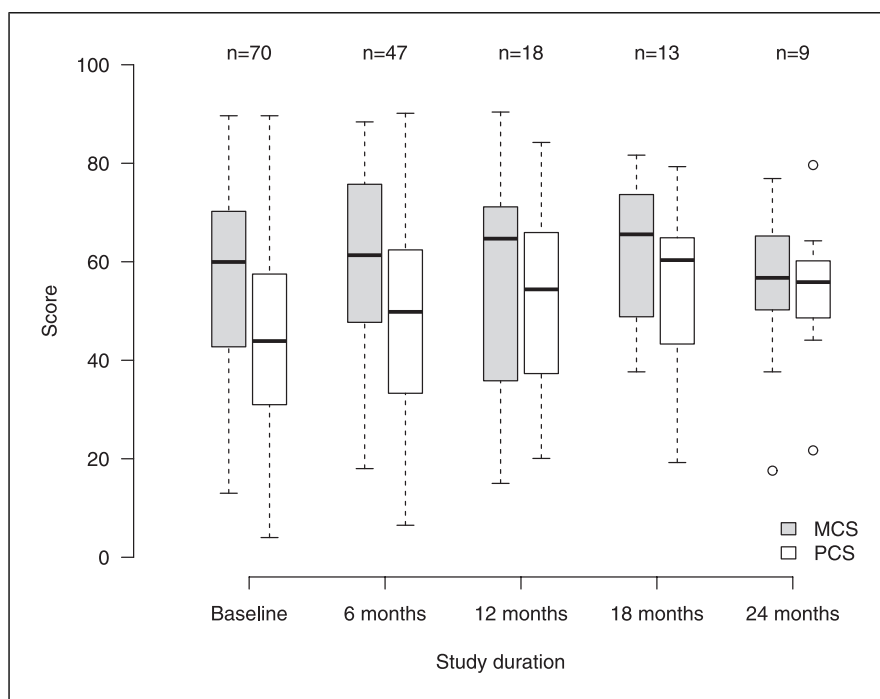 n=70 n=47 n=18 n=13 n=9
100
80
60
40
20
0
Score
MCS
PCS
Baseline 6 months 12 months 18 months 24 months
Study duration